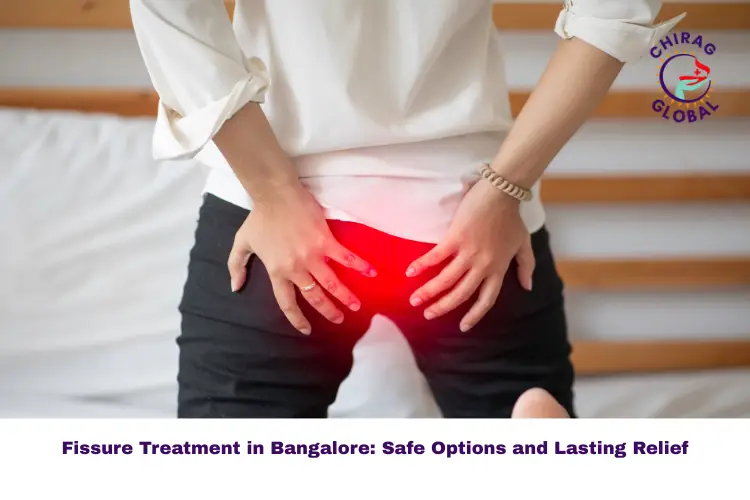 CHIRAG
GLOBAL
Fissure Treatment in Bangalore: Safe Options and Lasting Relief